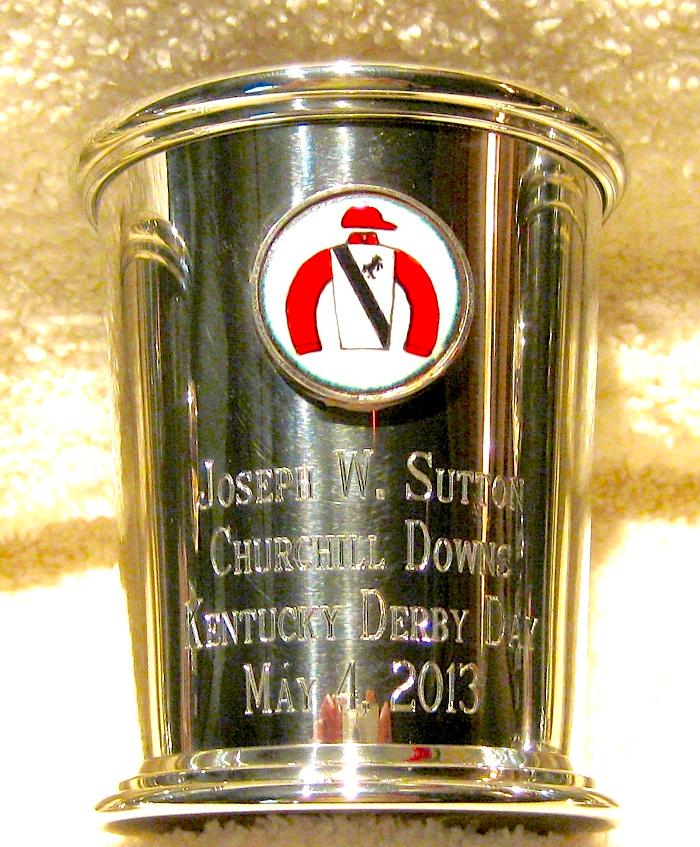 Joseph W. Sutton
Churchill Downs
Kentucky Derby Day
May 4, 2013